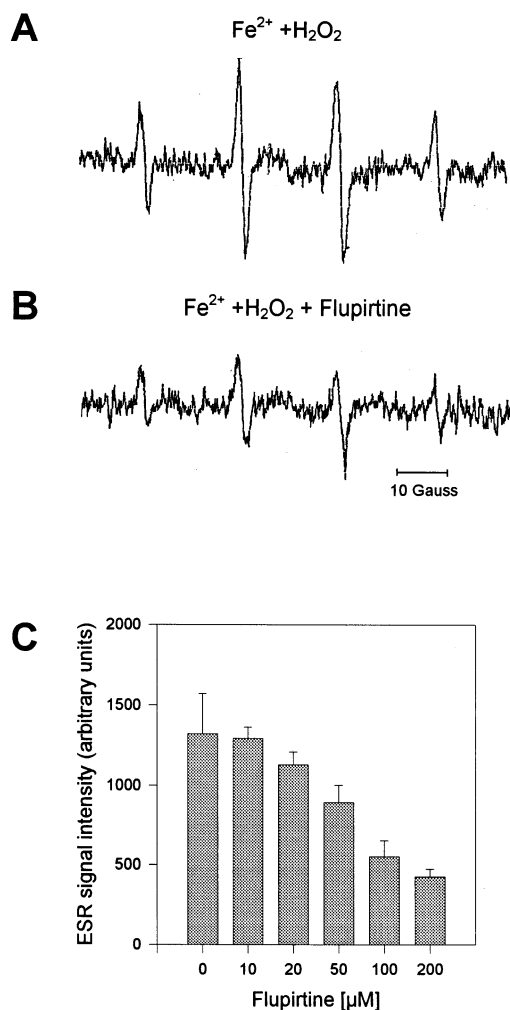 A
Fe²⁺ +H₂O₂
B
Fe²⁺ +H₂O₂ + Flupirtine
10 Gauss
C
ESR signal intensity (arbitrary units)
2000
1500
1000
500
0
0 10 20 50 100 200
Flupirtine [µM]